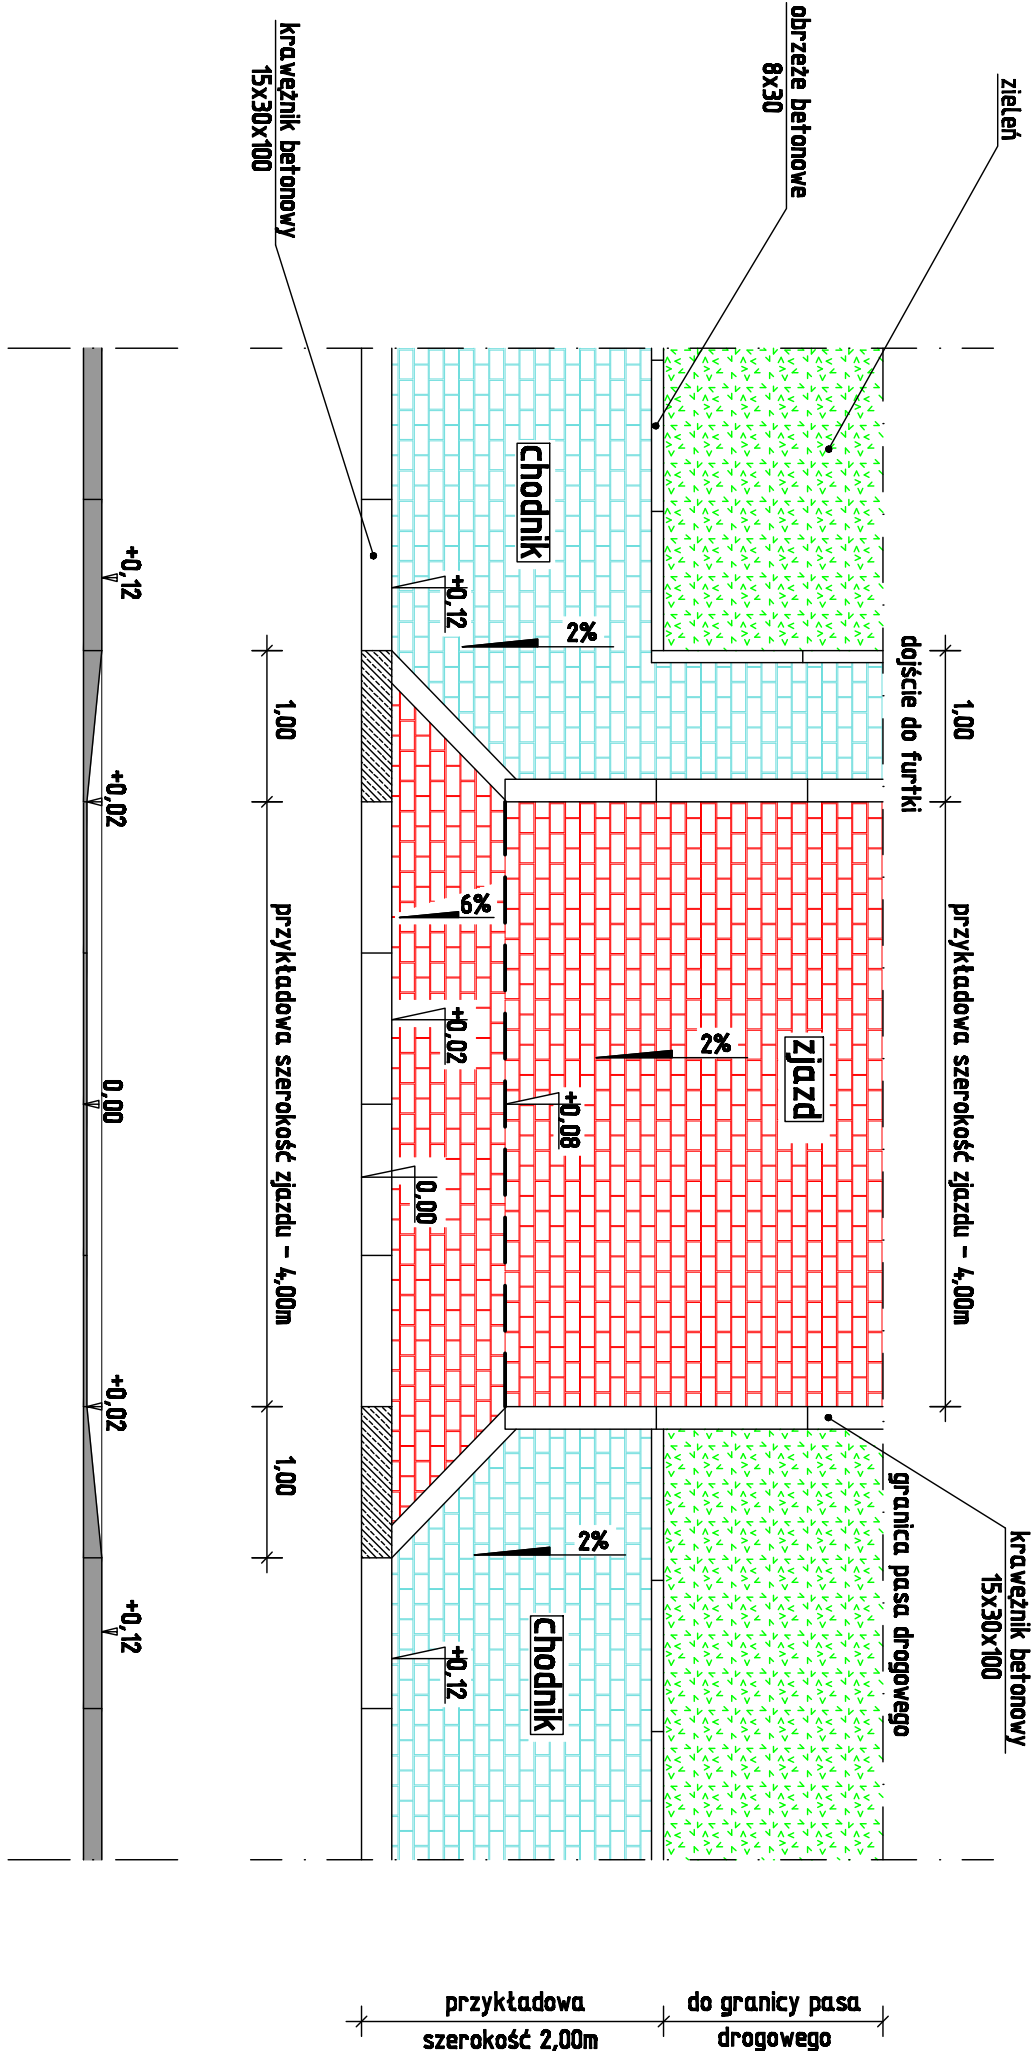 zieleń
obrzeże betonowe
8x30
krawężnik betonowy
15x30x100
dojście do furtki
1,00
przykładowa szerokość zjazdu - 4,00m
granica pasa drogowego
krawężnik betonowy
15x30x100
chodnik
2%
+0,12
zjazd
2%
+0,08
6%
+0,02
0,00
chodnik
2%
+0,12
1,00
przykładowa szerokość zjazdu - 4,00m
1,00
+0,12
+0,02
0,00
+0,02
+0,12
przykładowa
szerokość 2,00m
do granicy pasa
drogowego